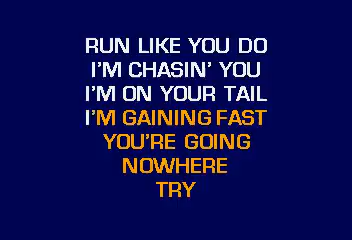 RUN LIKE YOU DO
I'M CHASIN' YOU
I'M ON YOUR TAIL
I'M GAINING FAST
YOU'RE GOING
NOWHERE
TRY